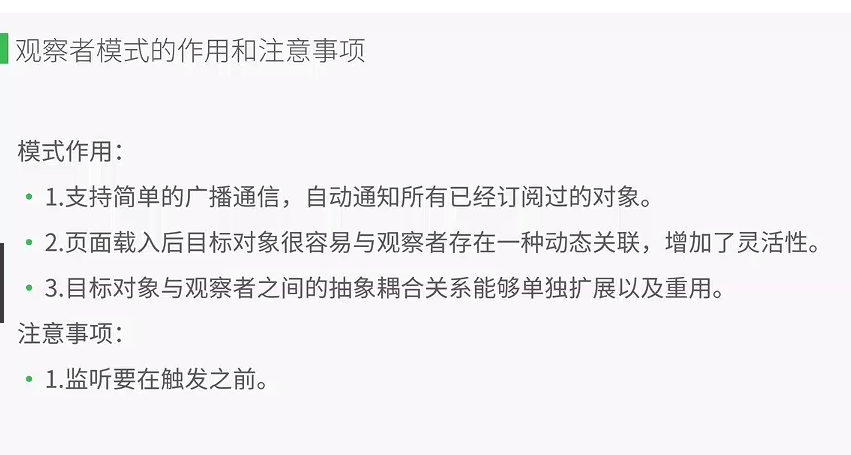 观察者模式的作用和注意事项
模式作用：
• 1.支持简单的广播通信，自动通知所有已经订阅过的对象。
• 2.页面载入后目标对象很容易与观察者存在一种动态关联，增加了灵活性。
• 3.目标对象与观察者之间的抽象耦合关系能够单独扩展以及重用。
注意事项：
• 1.监听要在触发之前。